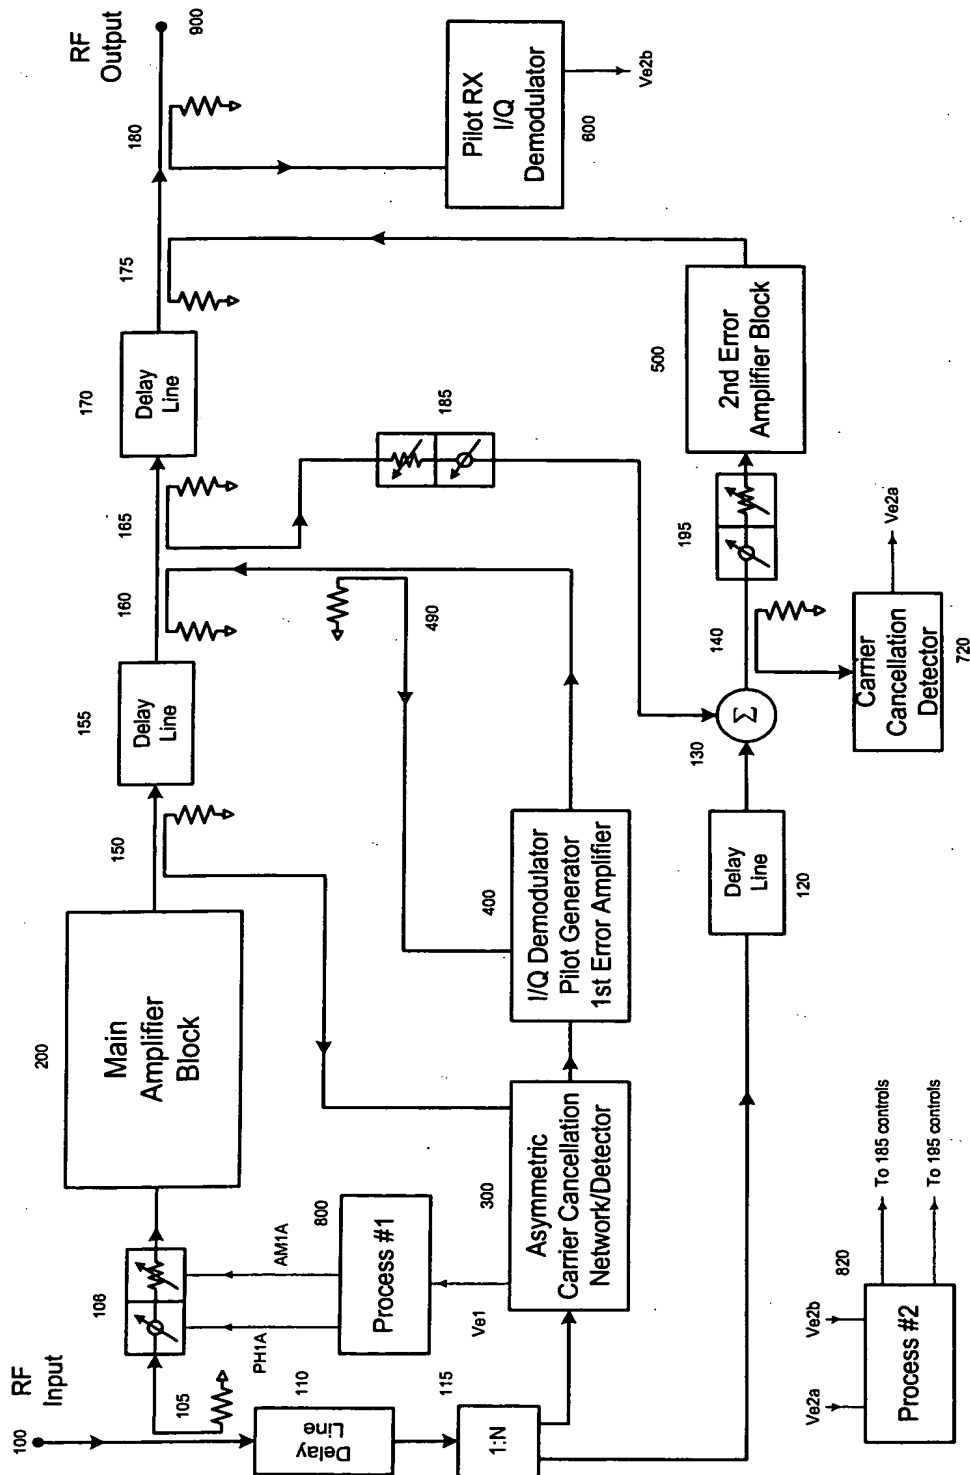 RF
Input
100
105
106
PH1A
AM1A
Main
Amplifier
Block
200
150
Delay
Line
155
160
165
Delay
Line
170
175
180
RF
Output
900
Pilot RX
I/Q
Demodulator
600
Ve2b
185
490
Process #1
800
Ve1
Delay
Line
110
1:N
115
Asymmetric
Carrier Cancellation
Network/Detector
300
I/Q Demodulator
Pilot Generator
1st Error Amplifier
400
Delay
Line
120
Σ
130
140
195
2nd Error
Amplifier Block
500
Carrier
Cancellation
Detector
720
Ve2a
Ve2a
Ve2b
Process #2
820
To 185 controls
To 195 controls